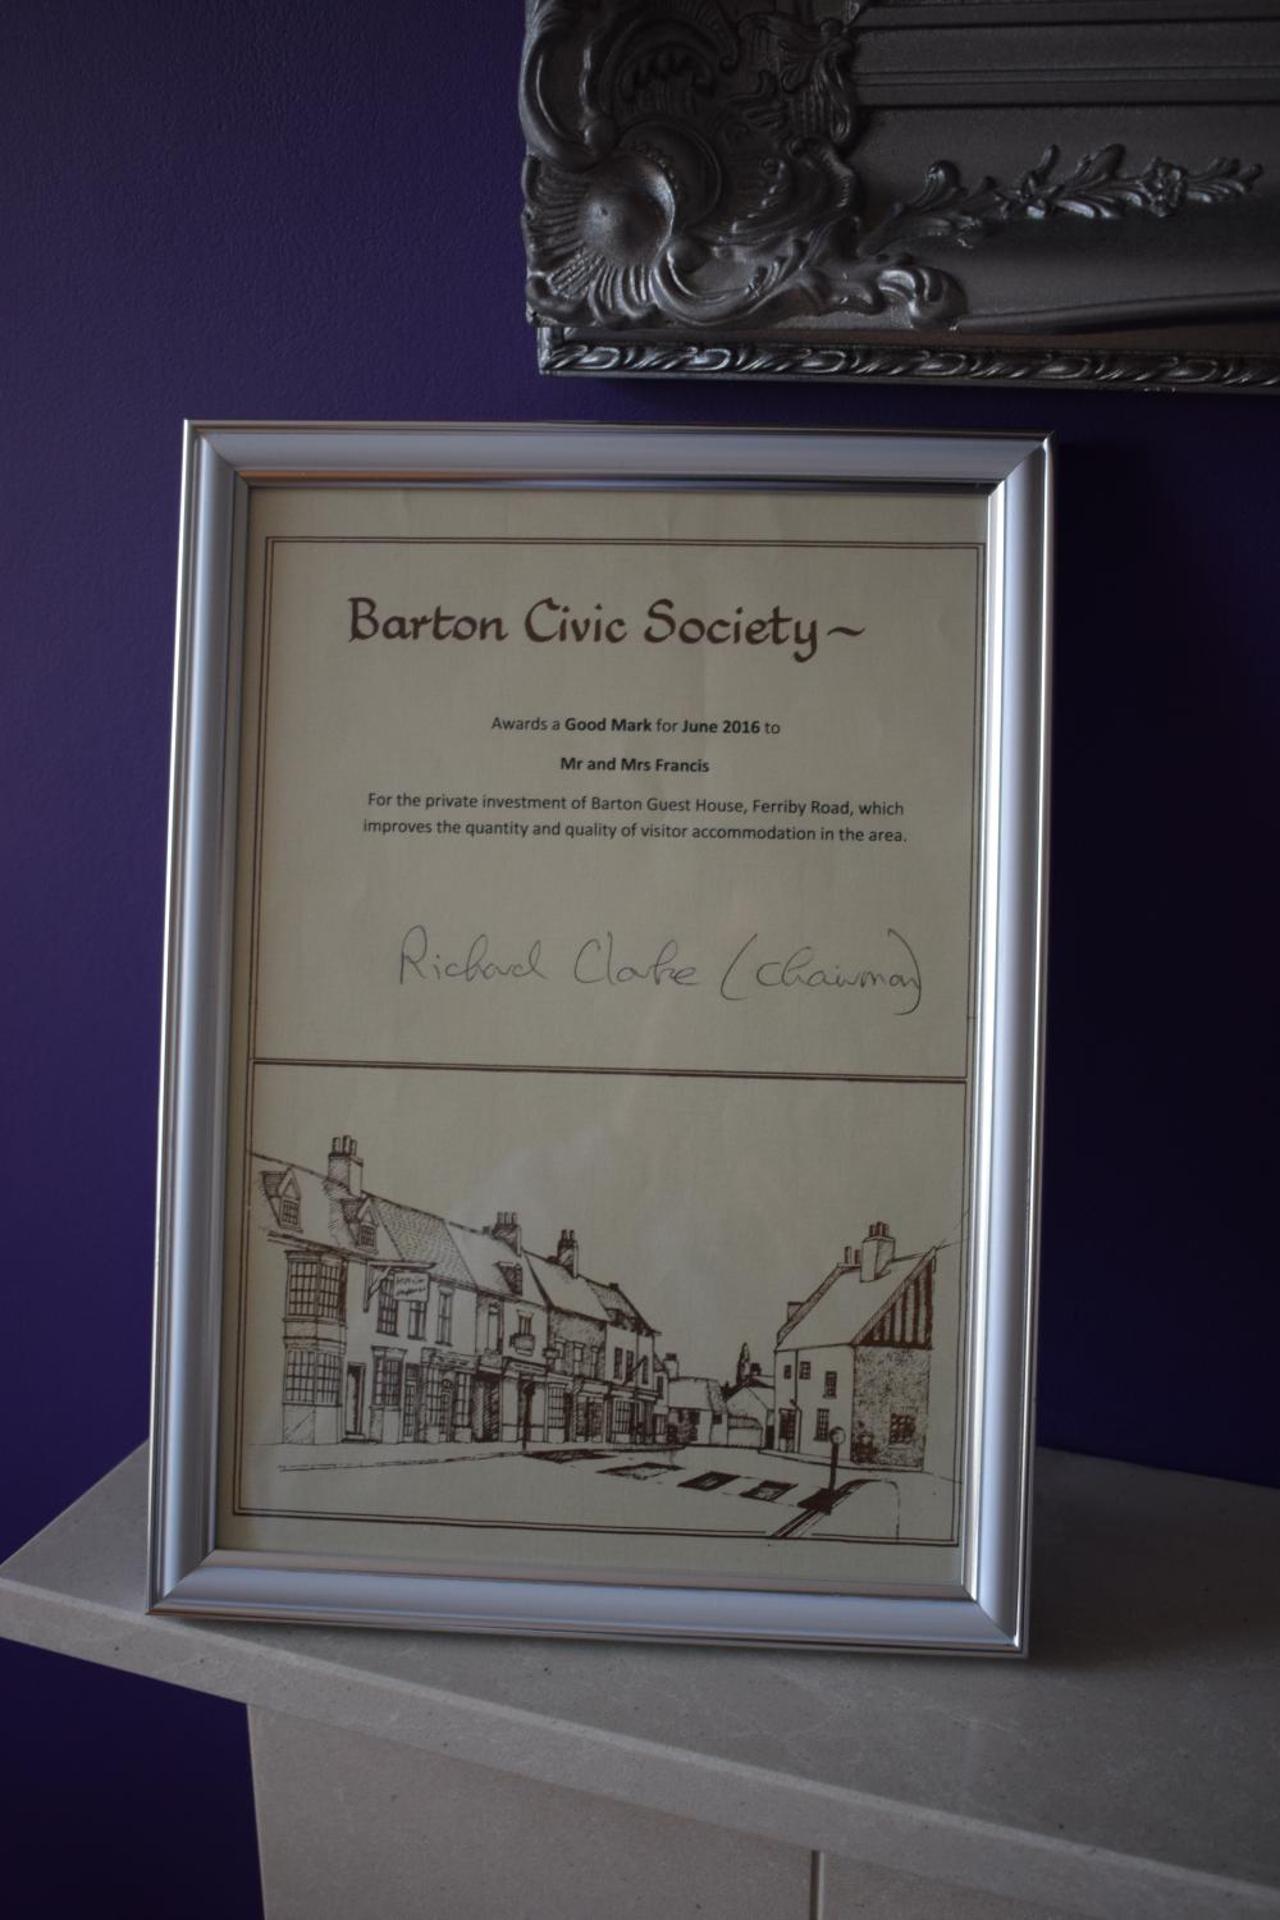 Barton Civic Society~
Awards a Good Mark for June 2016 to
Mr and Mrs Francis
For the private investment of Barton Guest House, Ferriby Road, which
improves the quantity and quality of visitor accommodation in the area.
Richard Clarke (Chairman)